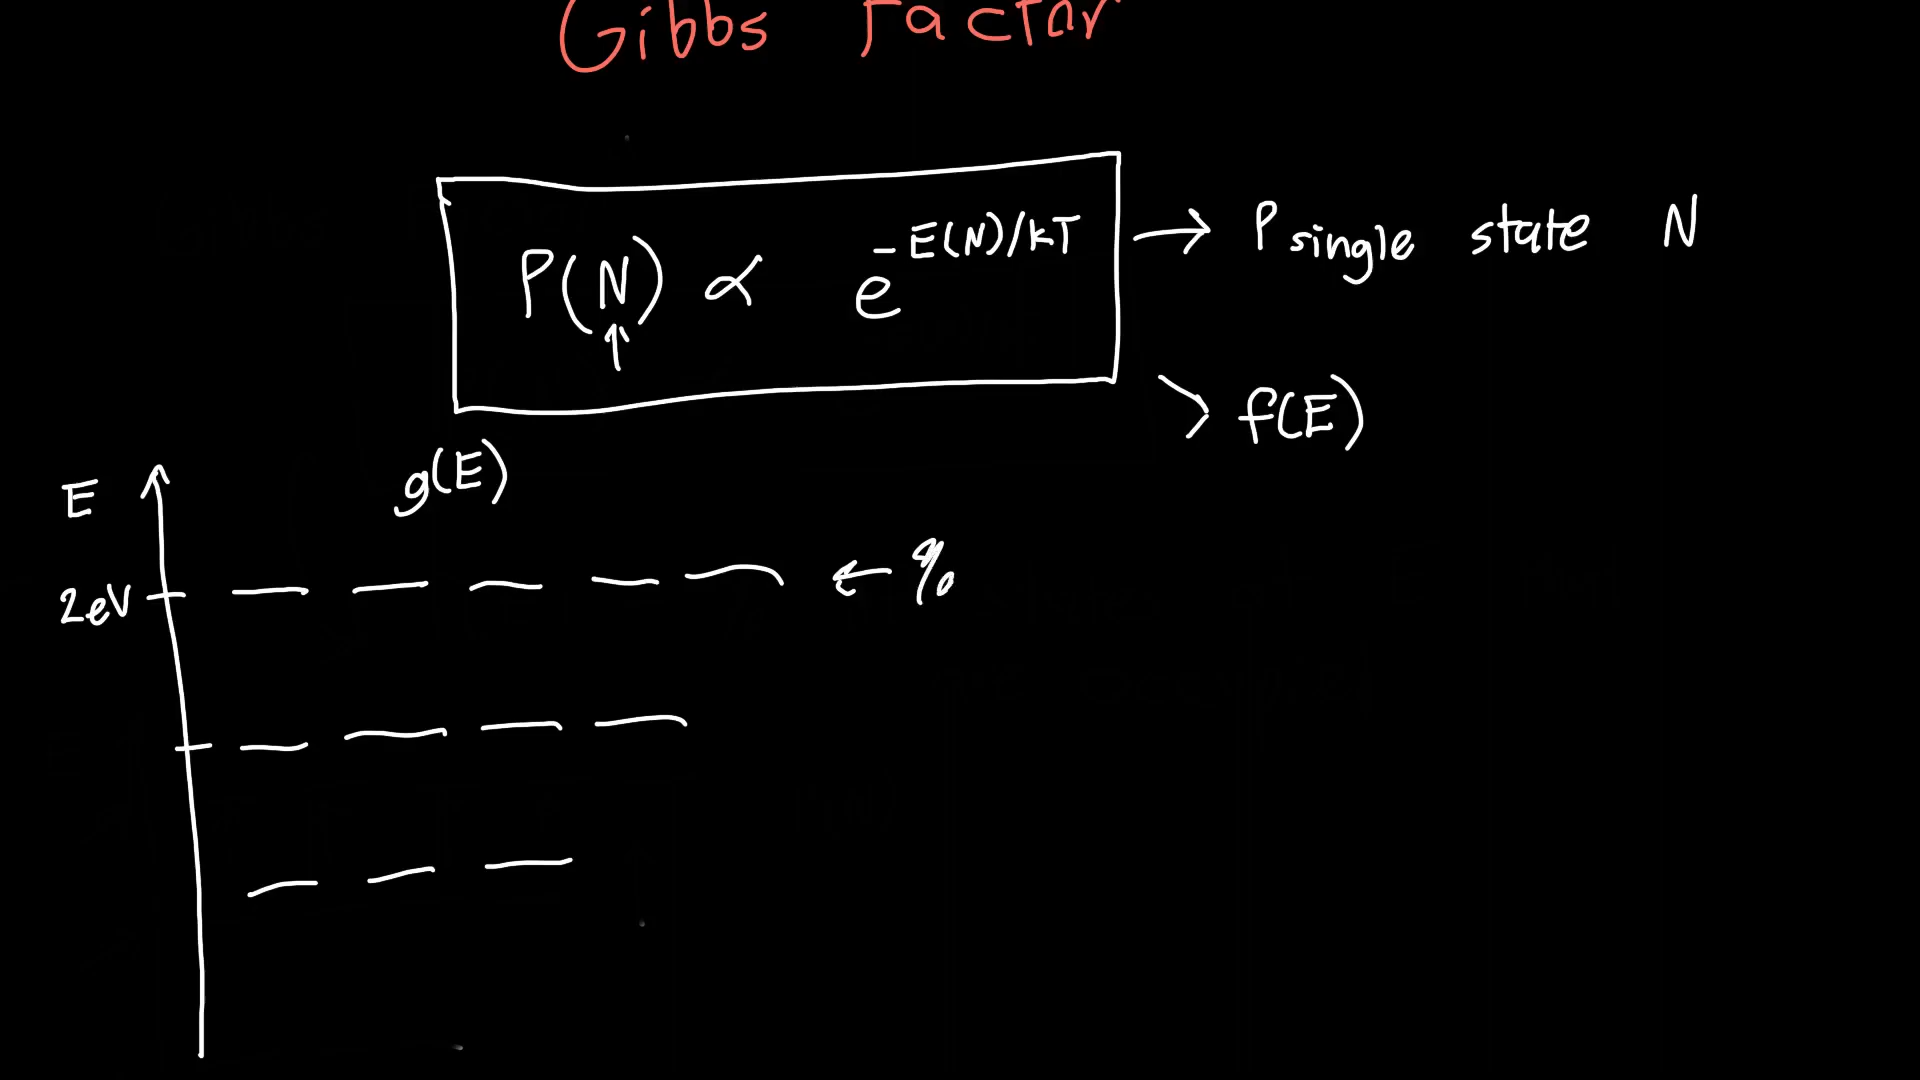 Gibbs Factor
P(N) ∝ e^{-E(N)/kT} → P single state N
↑
> f(E)
g(E)
E
2eV ← %